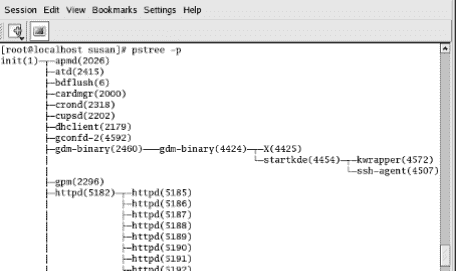 Session Edit View Bookmarks Settings Help
[root@localhost susan]# pstree -p
init(1)─┬─apmd(2026)
├─atd(2415)
├─bdflush(6)
├─cardmgr(2000)
├─crond(2318)
├─cupsd(2202)
├─dhclient(2179)
├─gconfd-2(4592)
├─gdm-binary(2460)───gdm-binary(4424)─┬─X(4425)
└─startkde(4454)─┬─kwrapper(4572)
└─ssh-agent(4507)
├─gpm(2296)
├─httpd(5182)─┬─httpd(5185)
├─httpd(5186)
├─httpd(5187)
├─httpd(5188)
├─httpd(5189)
├─httpd(5190)
├─httpd(5191)
├─httpd(5192)